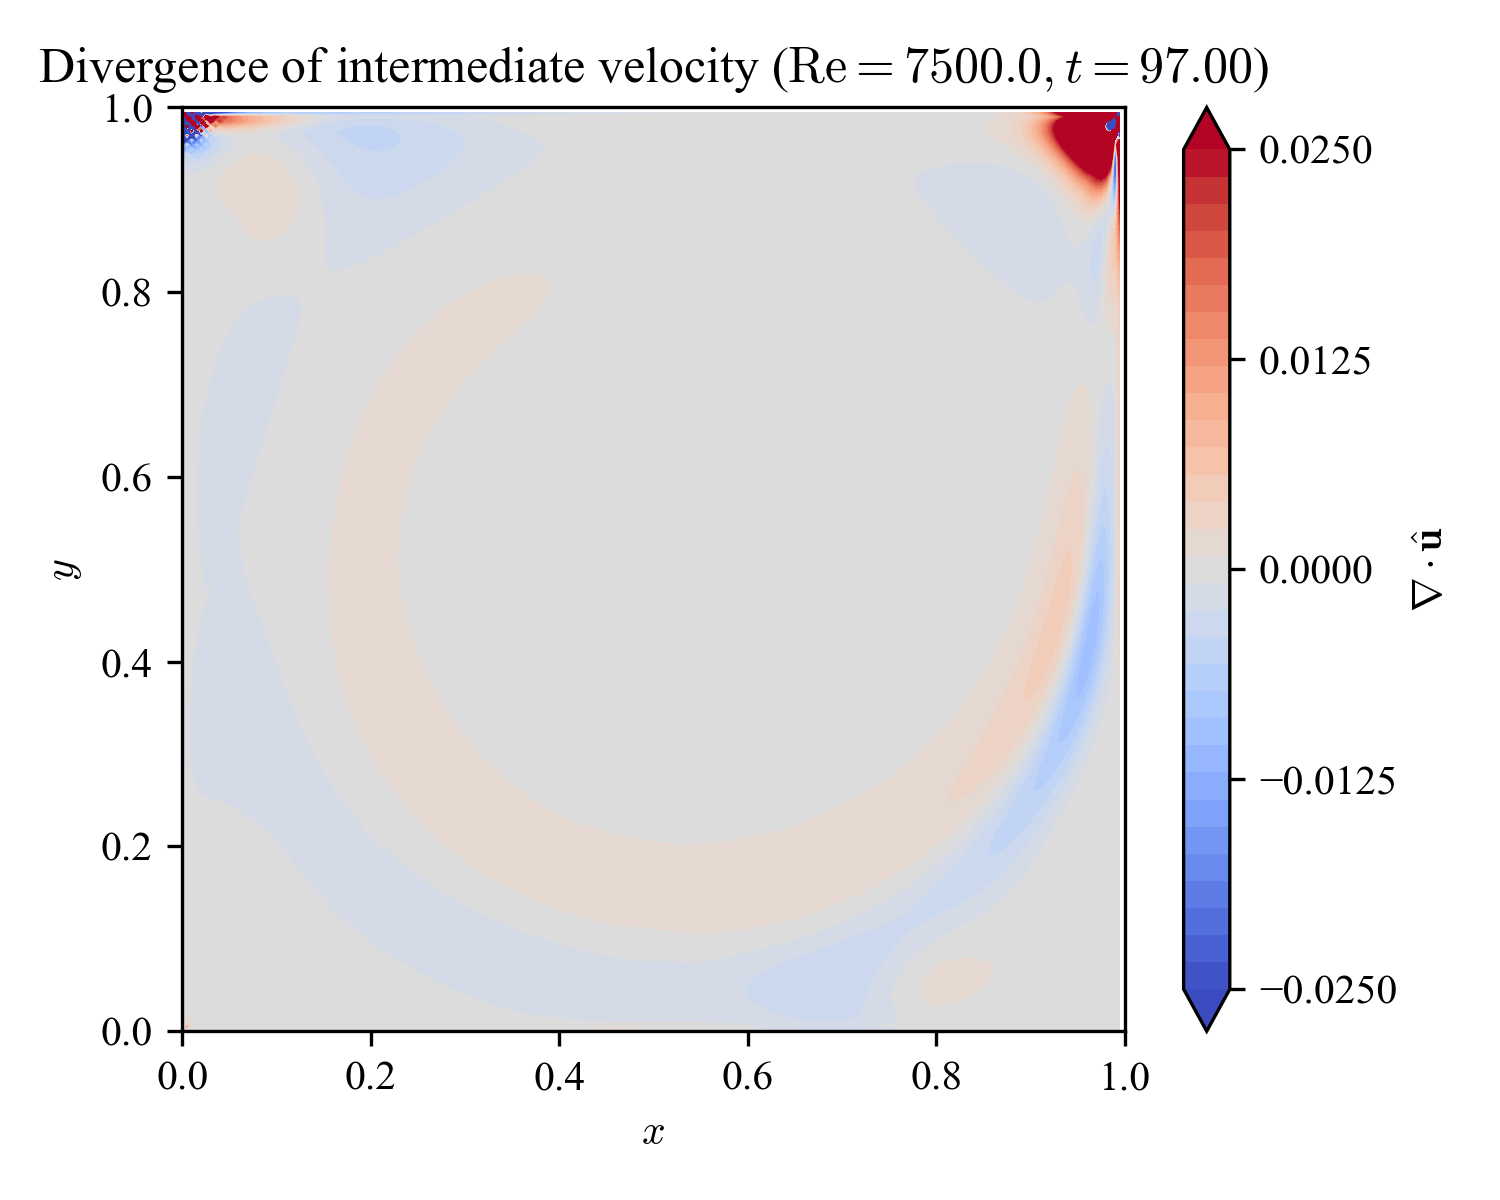 Divergence of intermediate velocity (Re = 7500.0, t = 97.00)
1.0
0.8
0.6
0.4
0.2
0.0
y
0.0 0.2 0.4 0.6 0.8 1.0
x
0.0250
0.0125
0.0000
−0.0125
−0.0250
∇ · û